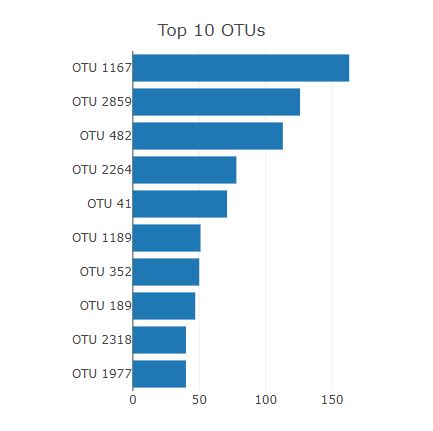 Top 10 OTUs
OTU 1167
OTU 2859
OTU 482
OTU 2264
OTU 41
OTU 1189
OTU 352
OTU 189
OTU 2318
OTU 1977
0 50 100 150